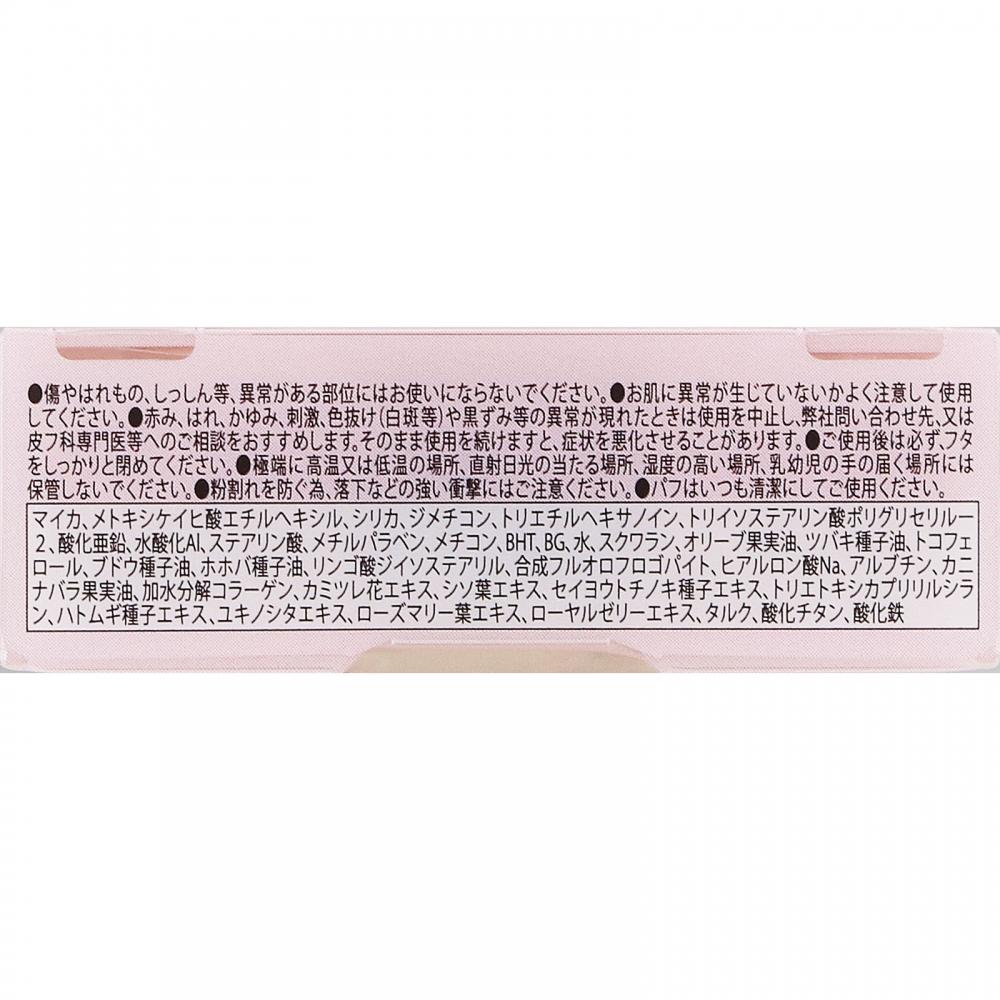 ●傷やはれもの、しっしん等、異常がある部位にはお使いにならないでください。●お肌に異常が生じていないかよく注意して使用
してください。●赤み、はれ、かゆみ、刺激、色抜け（白斑等）や黒ずみ等の異常が現れたときは使用を中止し、弊社問い合わせ先、又は
皮フ科専門医等へのご相談をおすすめします。そのまま使用を続けますと、症状を悪化させることがあります。●ご使用後は必ず、フタ
をしっかりと閉めてください。●極端に高温又は低温の場所、直射日光の当たる場所、湿度の高い場所、乳幼児の手の届く場所には
保管しないでください。●粉割れを防ぐ為、落下などの強い衝撃にはご注意ください。●パフはいつも清潔にしてご使用ください。
マイカ、メトキシケイヒ酸エチルヘキシル、シリカ、ジメチコン、トリエチルヘキサノイン、トリイソステアリン酸ポリグリセリル－
2、酸化亜鉛、水酸化Al、ステアリン酸、メチルパラベン、メチコン、BHT、BG、水、スクワラン、オリーブ果実油、ツバキ種子油、トコフェ
ロール、ブドウ種子油、ホホバ種子油、リンゴ酸ジイソステアリル、合成フルオロフロゴパイト、ヒアルロン酸Na、アルブチン、カニ
ナバラ果実油、加水分解コラーゲン、カミツレ花エキス、シソ葉エキス、セイヨウトチノキ種子エキス、トリエトキシカプリリルシラ
ン、ハトムギ種子エキス、ユキノシタエキス、ローズマリー葉エキス、ローヤルゼリーエキス、タルク、酸化チタン、酸化鉄